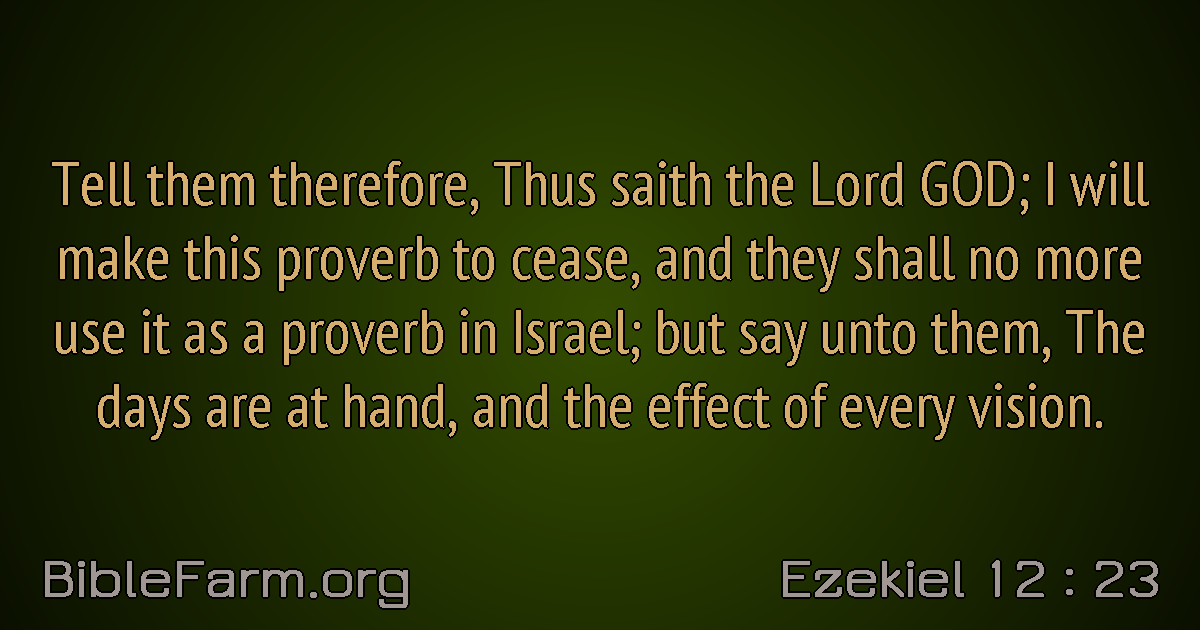 Tell them therefore, Thus saith the Lord GOD; I will
make this proverb to cease, and they shall no more
use it as a proverb in Israel; but say unto them, The
days are at hand, and the effect of every vision.
BibleFarm.org
Ezekiel 12 : 23